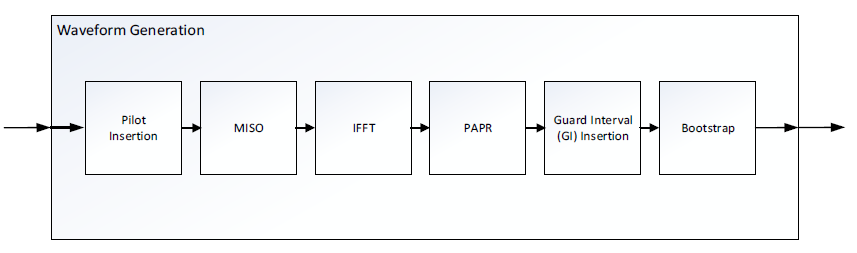 Waveform Generation
Pilot
Insertion
MISO
IFFT
PAPR
Guard Interval
(GI) Insertion
Bootstrap